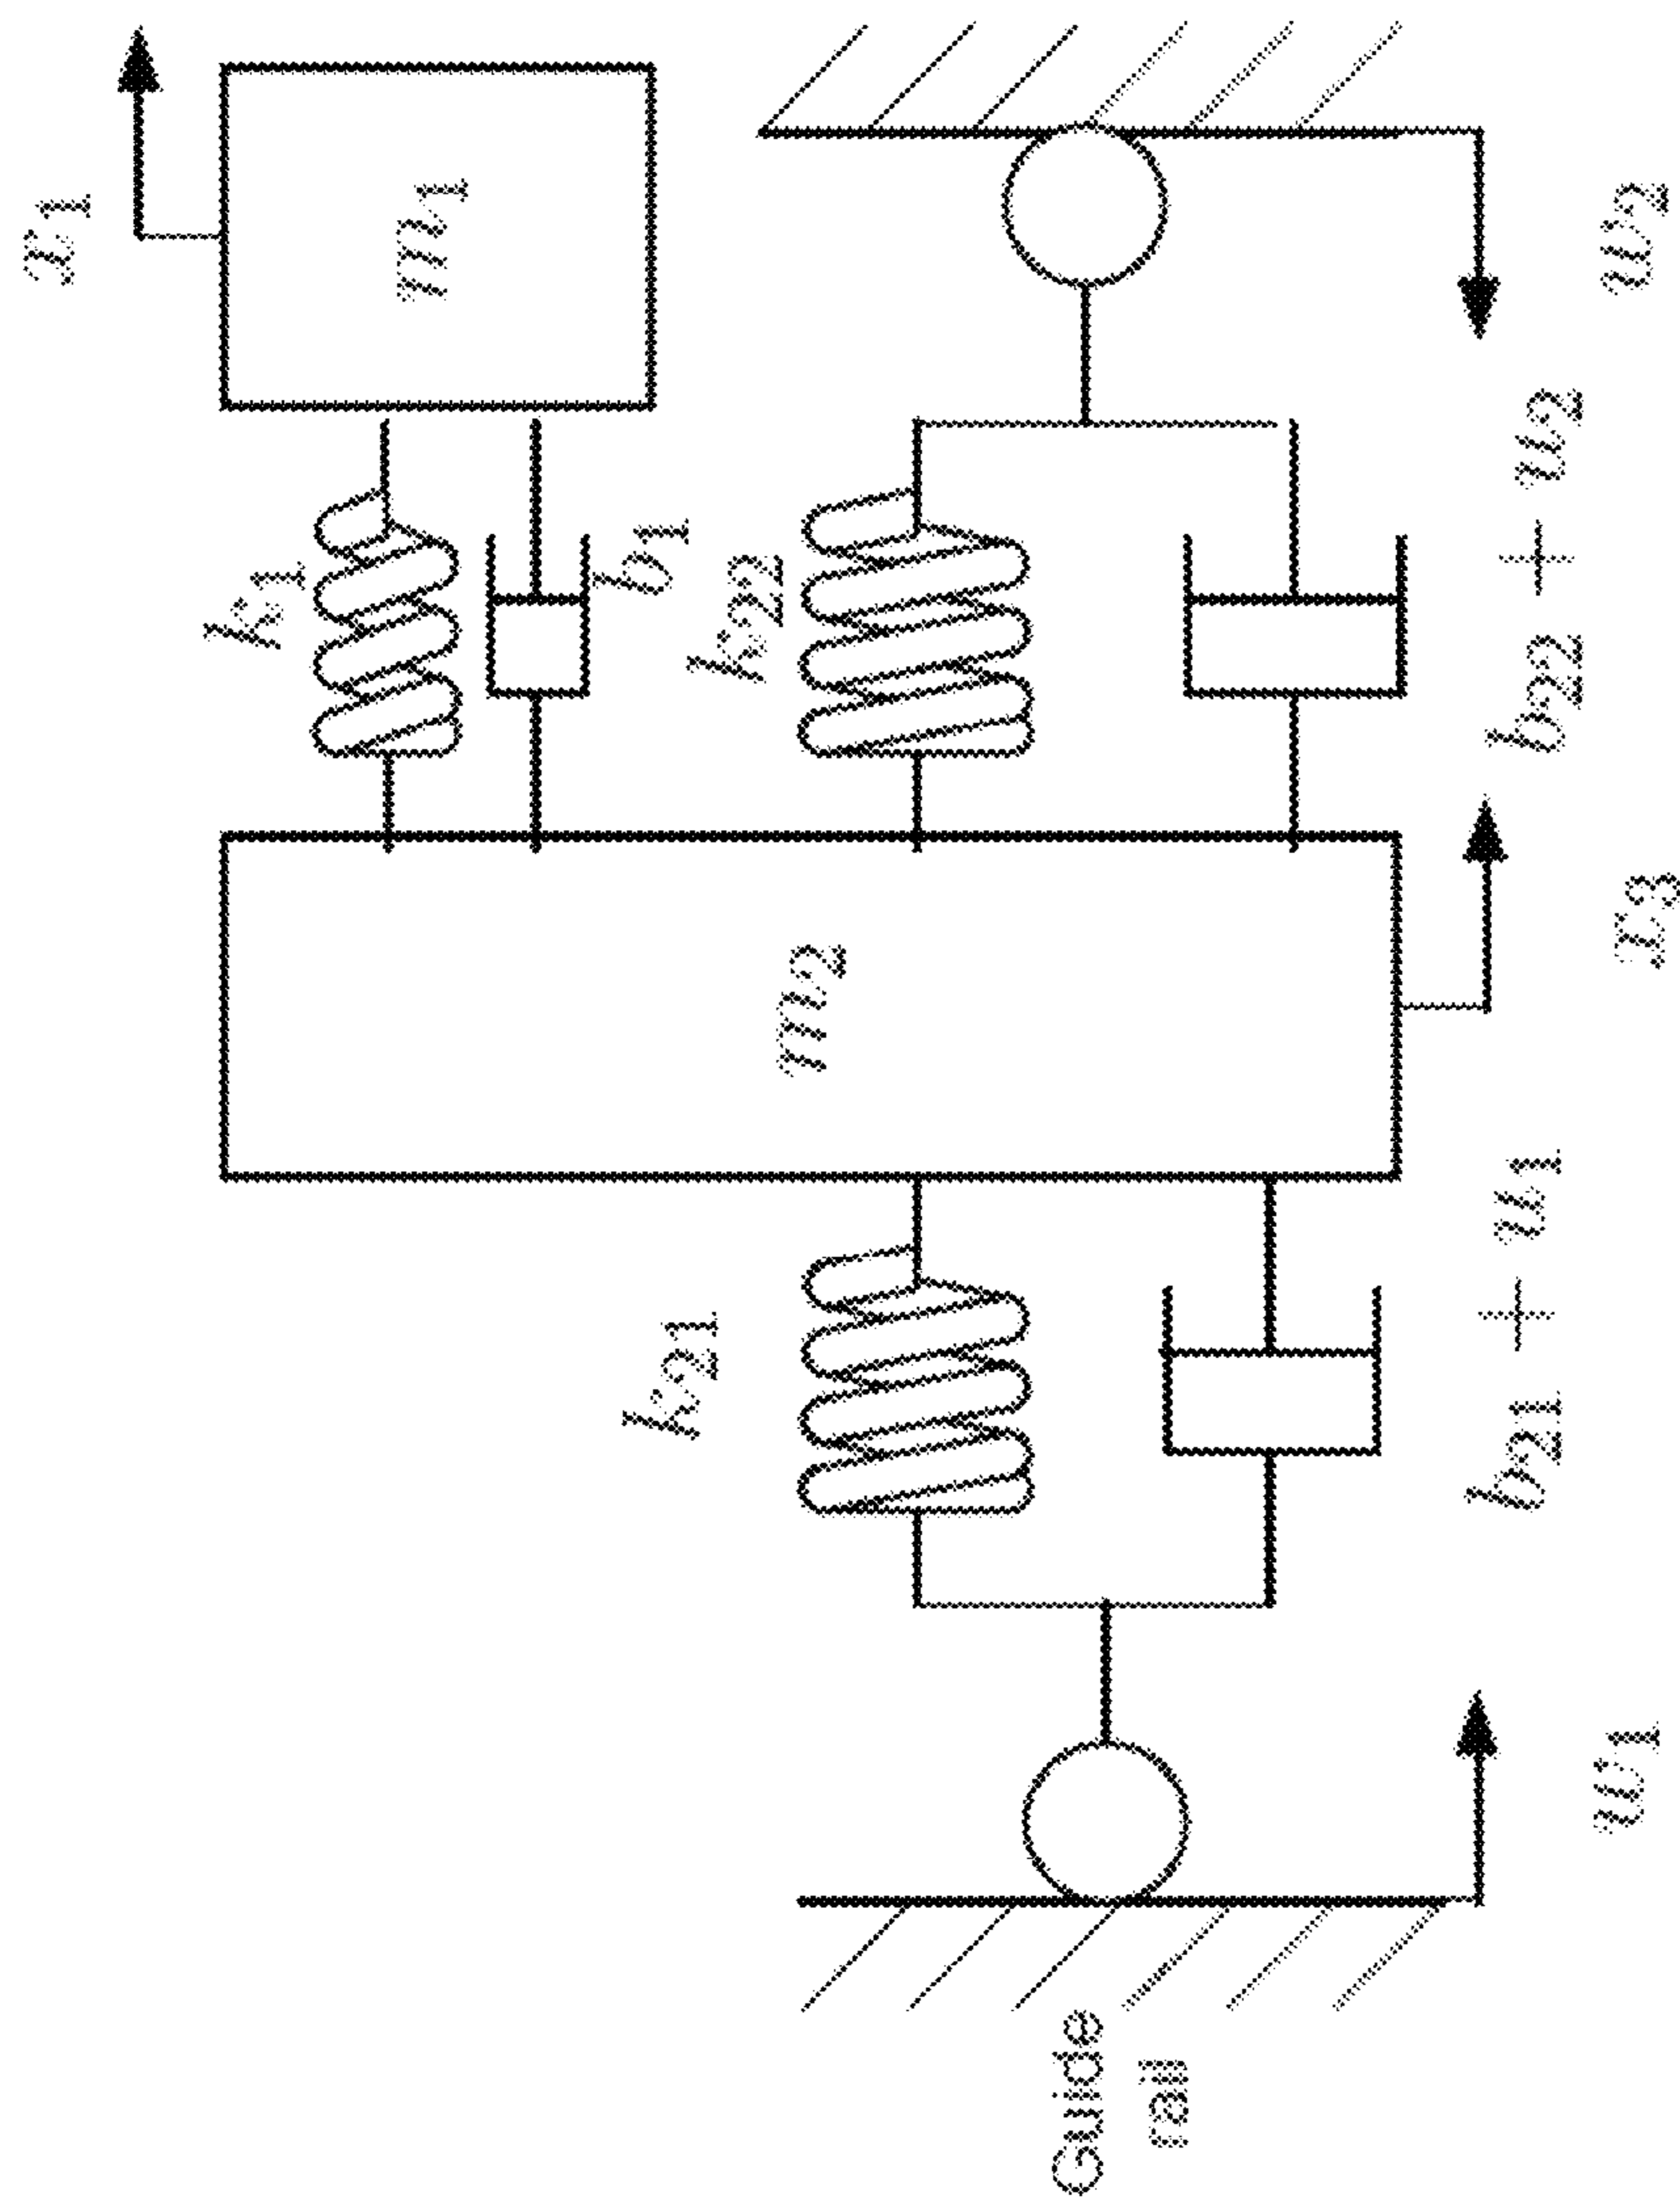 x₁
k₁
m₁
b₁
k₂₁
k₂₂
m₂
Guide
rail
b₂₁ + u₁
b₂₂ + u₂
w₁
x₃
w₂